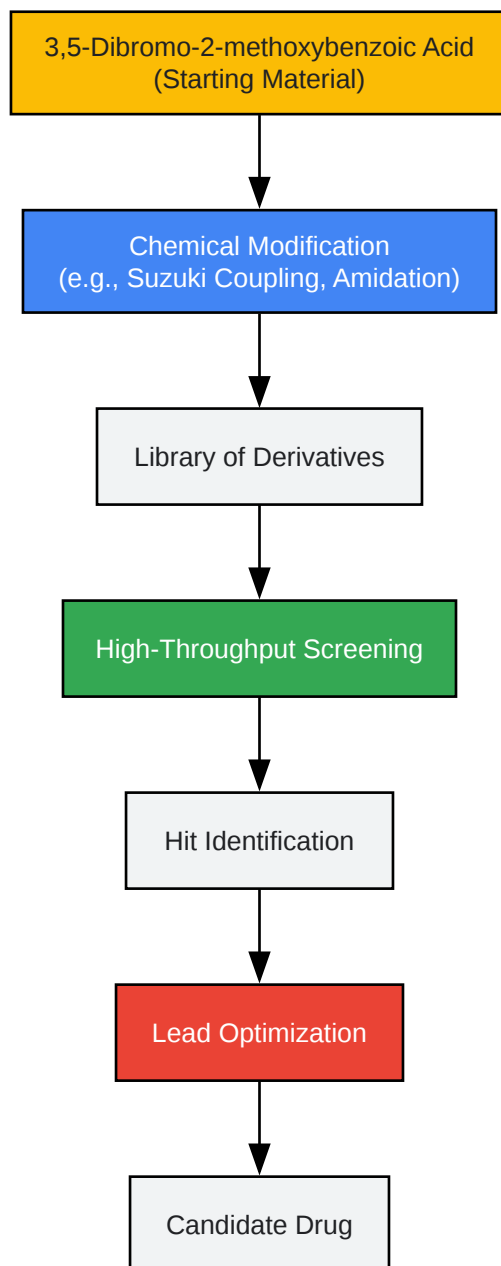 3,5-Dibromo-2-methoxybenzoic Acid
(Starting Material)
Chemical Modification
(e.g., Suzuki Coupling, Amidation)
Library of Derivatives
High-Throughput Screening
Hit Identification
Lead Optimization
Candidate Drug